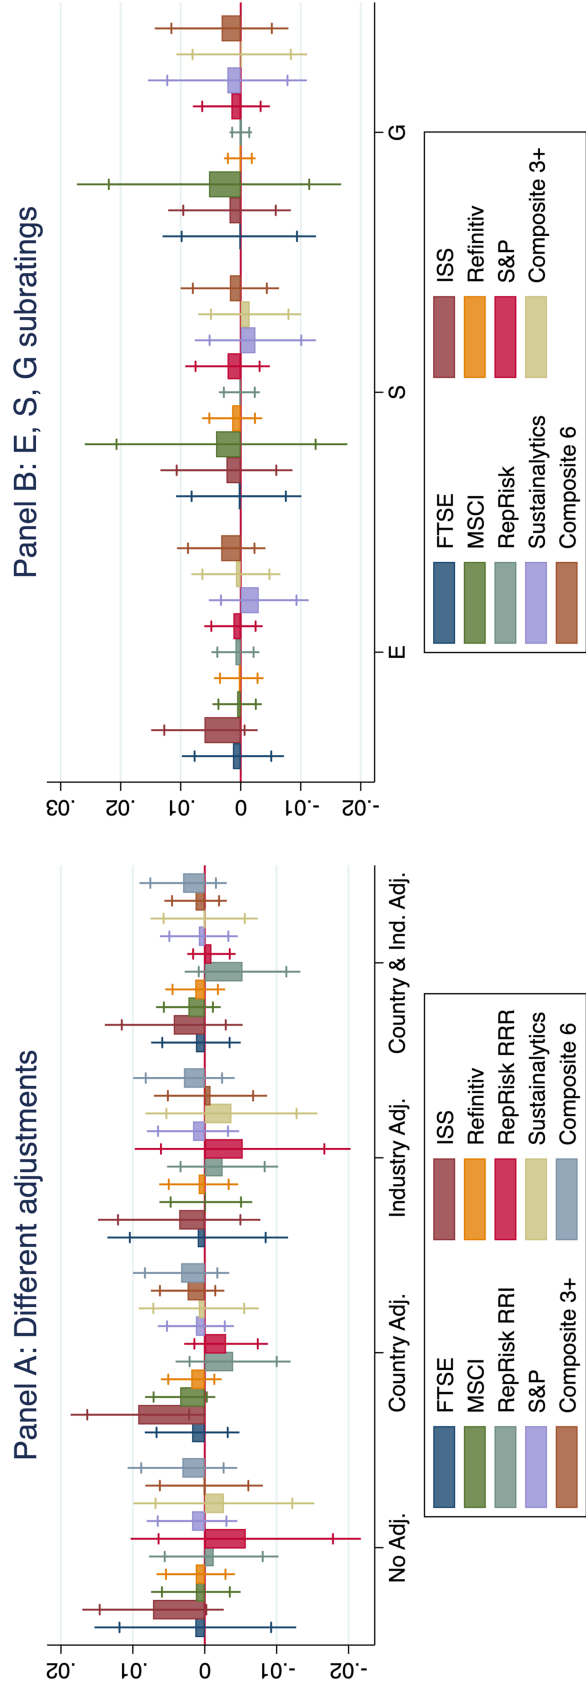 Panel A: Different adjustments
.02
.01
0
-.01
-.02
No Adj.
Country Adj.
Industry Adj.
Country & Ind. Adj.
FTSE
ISS
MSCI
Refinitiv
RepRisk RRI
RepRisk RRR
S&P
Sustainalytics
Composite 3+
Composite 6
Panel B: E, S, G subratings
.03
.02
.01
0
-.01
-.02
E
S
G
FTSE
ISS
MSCI
Refinitiv
RepRisk
S&P
Sustainalytics
Composite 3+
Composite 6